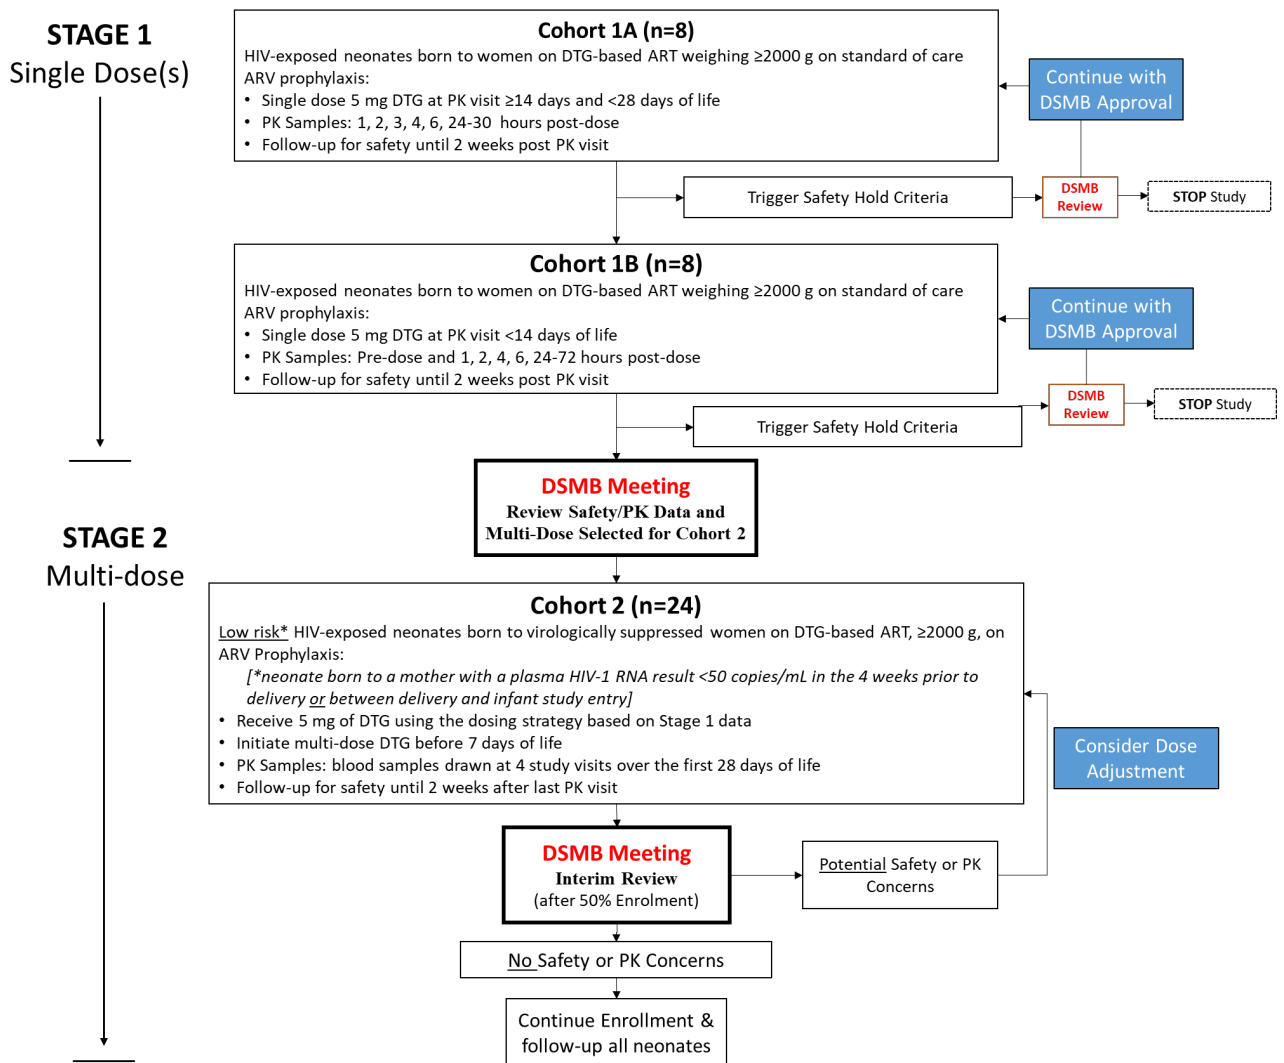 STAGE 1
Single Dose(s)
Cohort 1A (n=8)
HIV-exposed neonates born to women on DTG-based ART weighing ≥2000 g on standard of care
ARV prophylaxis:
• Single dose 5 mg DTG at PK visit ≥14 days and <28 days of life
• PK Samples: 1, 2, 3, 4, 6, 24-30 hours post-dose
• Follow-up for safety until 2 weeks post PK visit
Continue with
DSMB Approval
Trigger Safety Hold Criteria
DSMB
Review
STOP Study
Cohort 1B (n=8)
HIV-exposed neonates born to women on DTG-based ART weighing ≥2000 g on standard of care
ARV prophylaxis:
• Single dose 5 mg DTG at PK visit <14 days of life
• PK Samples: Pre-dose and 1, 2, 4, 6, 24-72 hours post-dose
• Follow-up for safety until 2 weeks post PK visit
Continue with
DSMB Approval
Trigger Safety Hold Criteria
DSMB
Review
STOP Study
DSMB Meeting
Review Safety/PK Data and
Multi-Dose Selected for Cohort 2
STAGE 2
Multi-dose
Cohort 2 (n=24)
Low risk* HIV-exposed neonates born to virologically suppressed women on DTG-based ART, ≥2000 g, on
ARV Prophylaxis:
[*neonate born to a mother with a plasma HIV-1 RNA result <50 copies/mL in the 4 weeks prior to
delivery or between delivery and infant study entry]
• Receive 5 mg of DTG using the dosing strategy based on Stage 1 data
• Initiate multi-dose DTG before 7 days of life
• PK Samples: blood samples drawn at 4 study visits over the first 28 days of life
• Follow-up for safety until 2 weeks after last PK visit
Consider Dose
Adjustment
DSMB Meeting
Interim Review
(after 50% Enrolment)
Potential Safety or PK
Concerns
No Safety or PK Concerns
Continue Enrollment &
follow-up all neonates